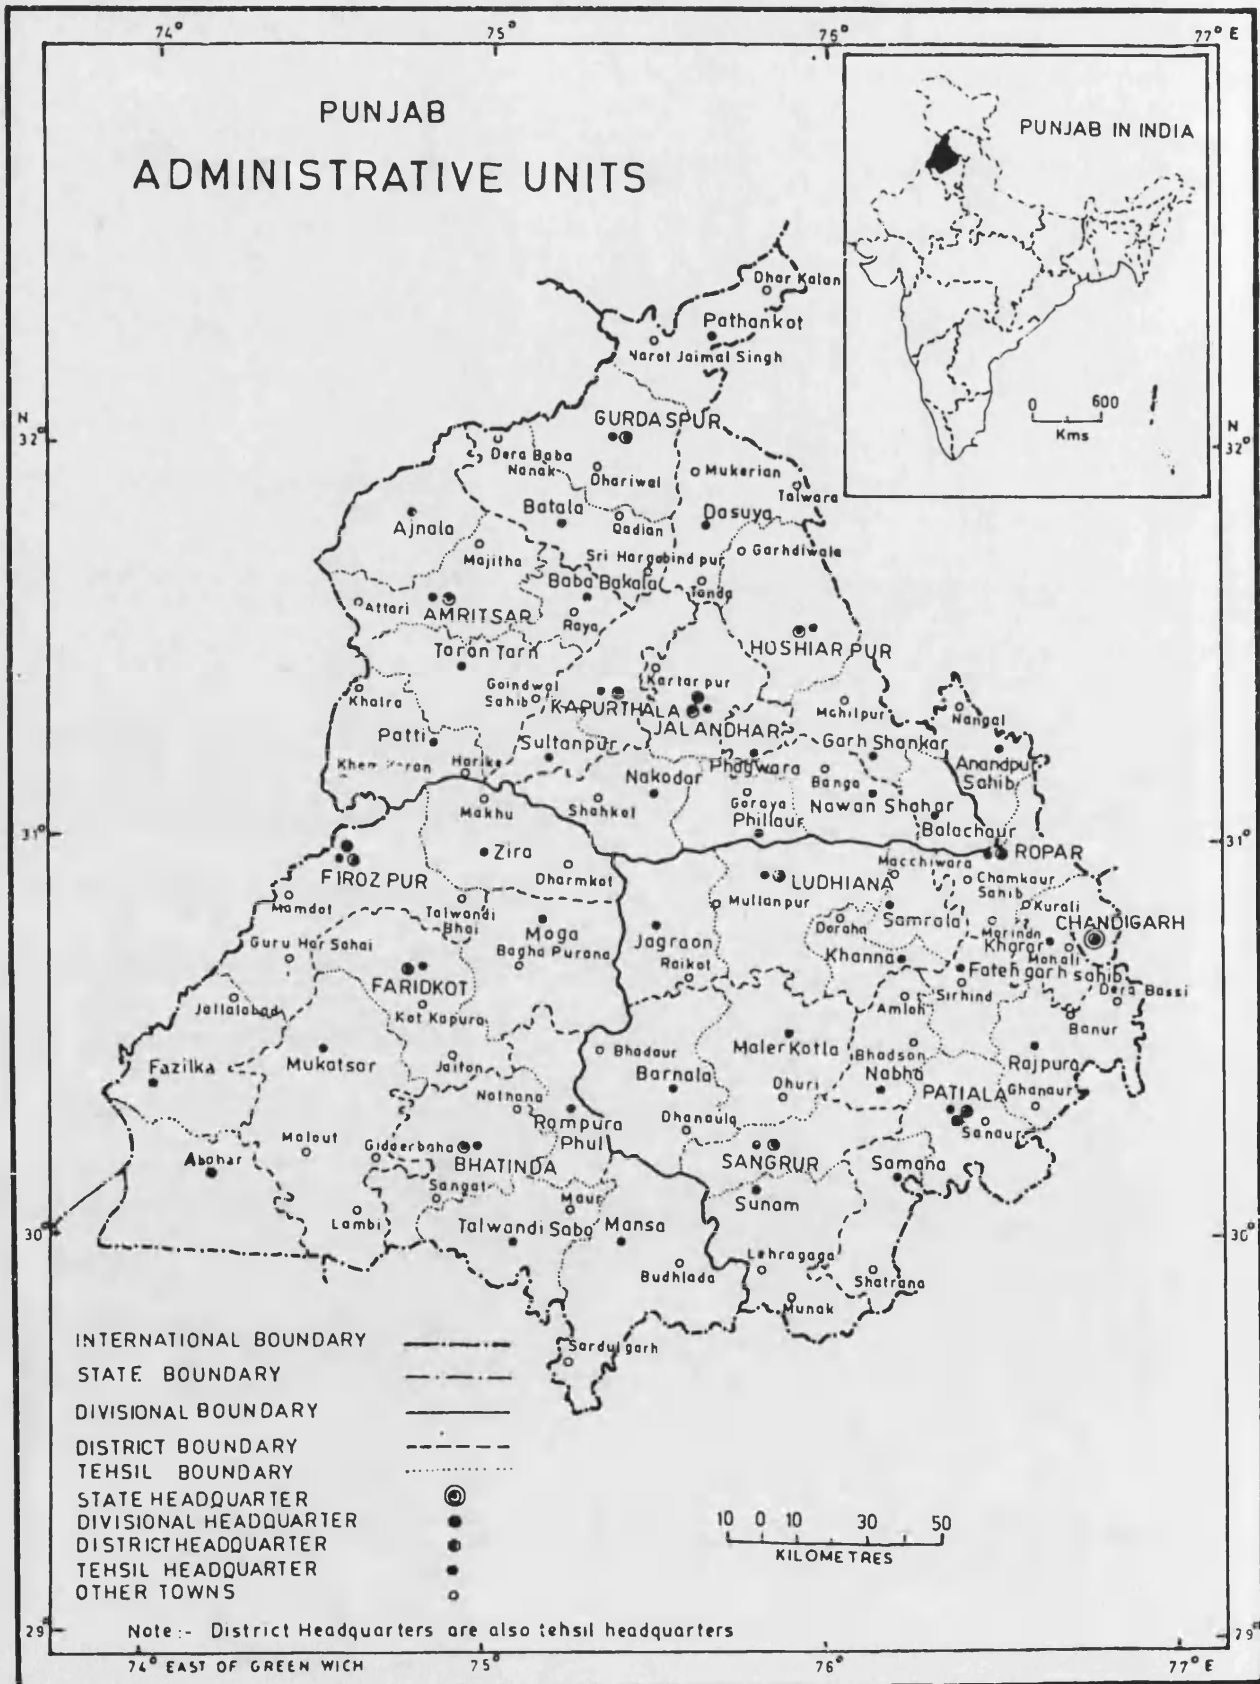 74°
75°
76°
77° E
PUNJAB
ADMINISTRATIVE UNITS
PUNJAB IN INDIA
0 600
Kms
N
32°
N
32°
Dhar Kalan
Pathankot
Narot Jaimal Singh
GURDASPUR
Dera Baba
Nanak
Dhariwal
Mukerian
Talwara
Batala
Qadian
Dasuya
Ajnala
Majitha
Sri Hargobind pur
Garhdiwala
Baba Bakala
Tanda
Attari
AMRITSAR
Raya
HOSHIAR PUR
Taran Tarn
Kartar pur
Goindwal
Sahib
Khalra
KAPURTHALA
JALANDHAR
Mahilpur
Nangal
Patti
Sultanpur
Phagwara
Garh Shankar
Anandpur
Sahib
Khem Karan
Harike
Nakodar
Banga
Makhu
Shahkot
Goraya
Phillaur
Nawan Shahar
Balachaur
31°
31°
Zira
Dharmkot
Macchiwara
ROPAR
FIROZ PUR
LUDHIANA
Chamkaur
Sahib
Mamdot
Talwandi
Bhai
Mullanpur
Samrala
Kurali
Moga
Doraha
Morinda
CHANDIGARH
Guru Har Sahai
Bagha Purana
Jagraon
Raikot
Khanna
Kharar
Mohali
FARIDKOT
Fateh garh sahib
Jallalabad
Kot Kapura
Amloh
Sirhind
Dera Bassi
Banur
Fazilka
Mukatsar
Jaiton
Bhadaur
Maler Kotla
Bhadson
Rajpura
Barnala
Dhuri
Nabha
Nathana
Rampura
Phul
Dhanaula
PATIALA
Ghanaur
Sanaur
Abohar
Malout
Gidderbaha
BHATINDA
SANGRUR
Samana
Sangat
Maur
Sunam
Lambi
Talwandi Sabo
Mansa
30°
30°
Budhlada
Lehragaga
Shatrana
Munak
Sardulgarh
INTERNATIONAL BOUNDARY
STATE BOUNDARY
DIVISIONAL BOUNDARY
DISTRICT BOUNDARY
TEHSIL BOUNDARY
STATE HEADQUARTER
DIVISIONAL HEADQUARTER
DISTRICT HEADQUARTER
TEHSIL HEADQUARTER
OTHER TOWNS
10 0 10 30 50
KILOMETRES
Note:- District Headquarters are also tehsil headquarters
29°
29°
74° EAST OF GREEN WICH
75°
76°
77° E